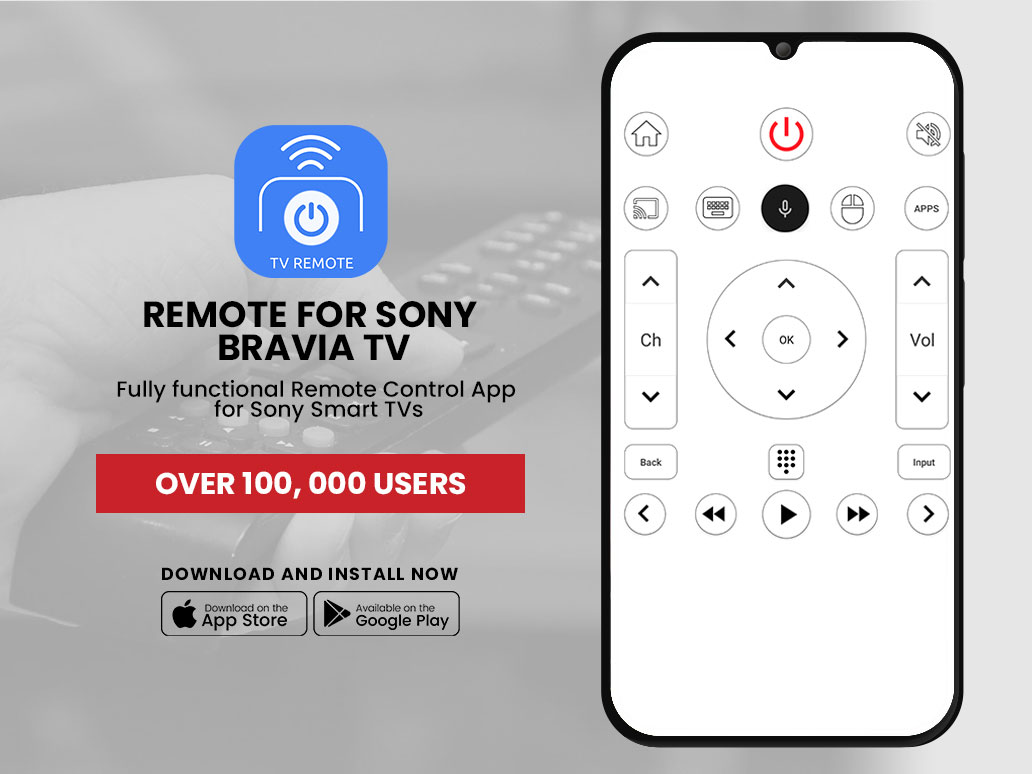 TV REMOTE
REMOTE FOR SONY
BRAVIA TV
Fully functional Remote Control App
for Sony Smart TVs
OVER 100, 000 USERS
DOWNLOAD AND INSTALL NOW
Download on the
App Store
Available on the
Google Play
APPS
Ch
OK
Vol
Back
Input